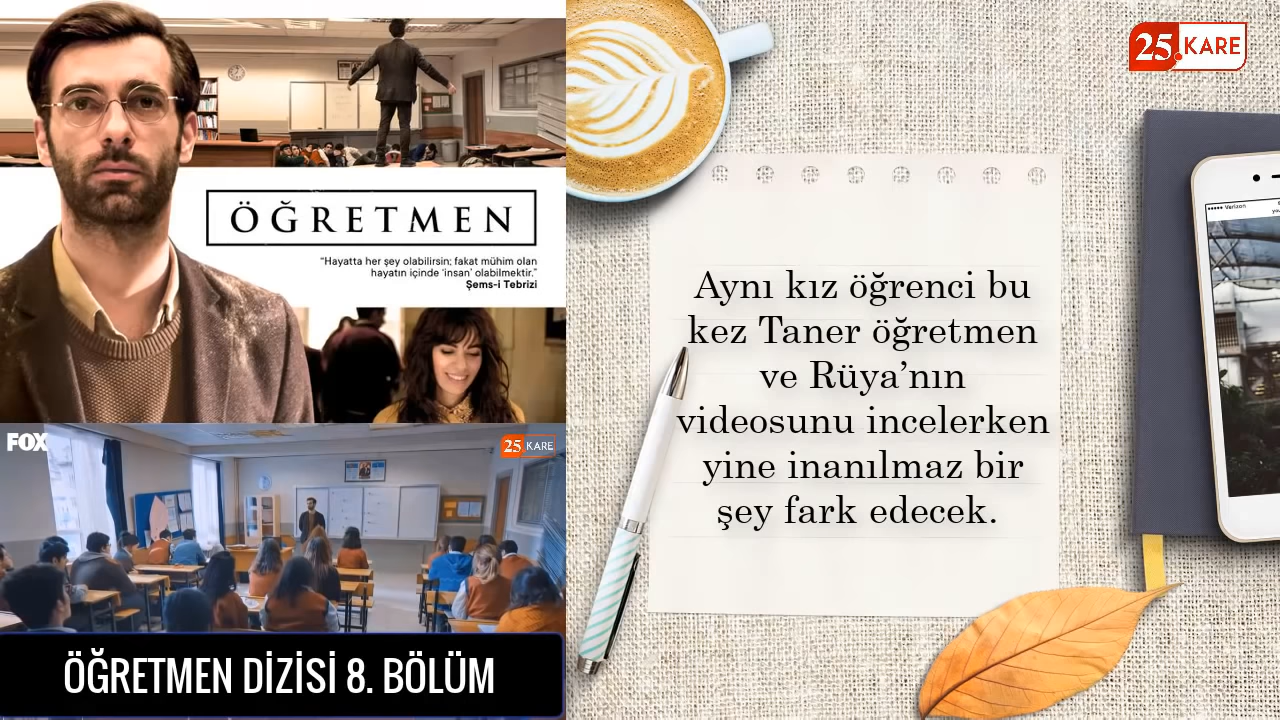 ÖĞRETMEN
“Hayatta her şey olabilirsin; fakat mühim olan
hayatın içinde ‘insan’ olabilmektir.”
Şems-i Tebrizi
FOX
25 KARE
ÖĞRETMEN DİZİSİ 8. BÖLÜM
25. KARE
Aynı kız öğrenci bu
kez Taner öğretmen
ve Rüya’nın
videosunu incelerken
yine inanılmaz bir
şey fark edecek.
Verizon